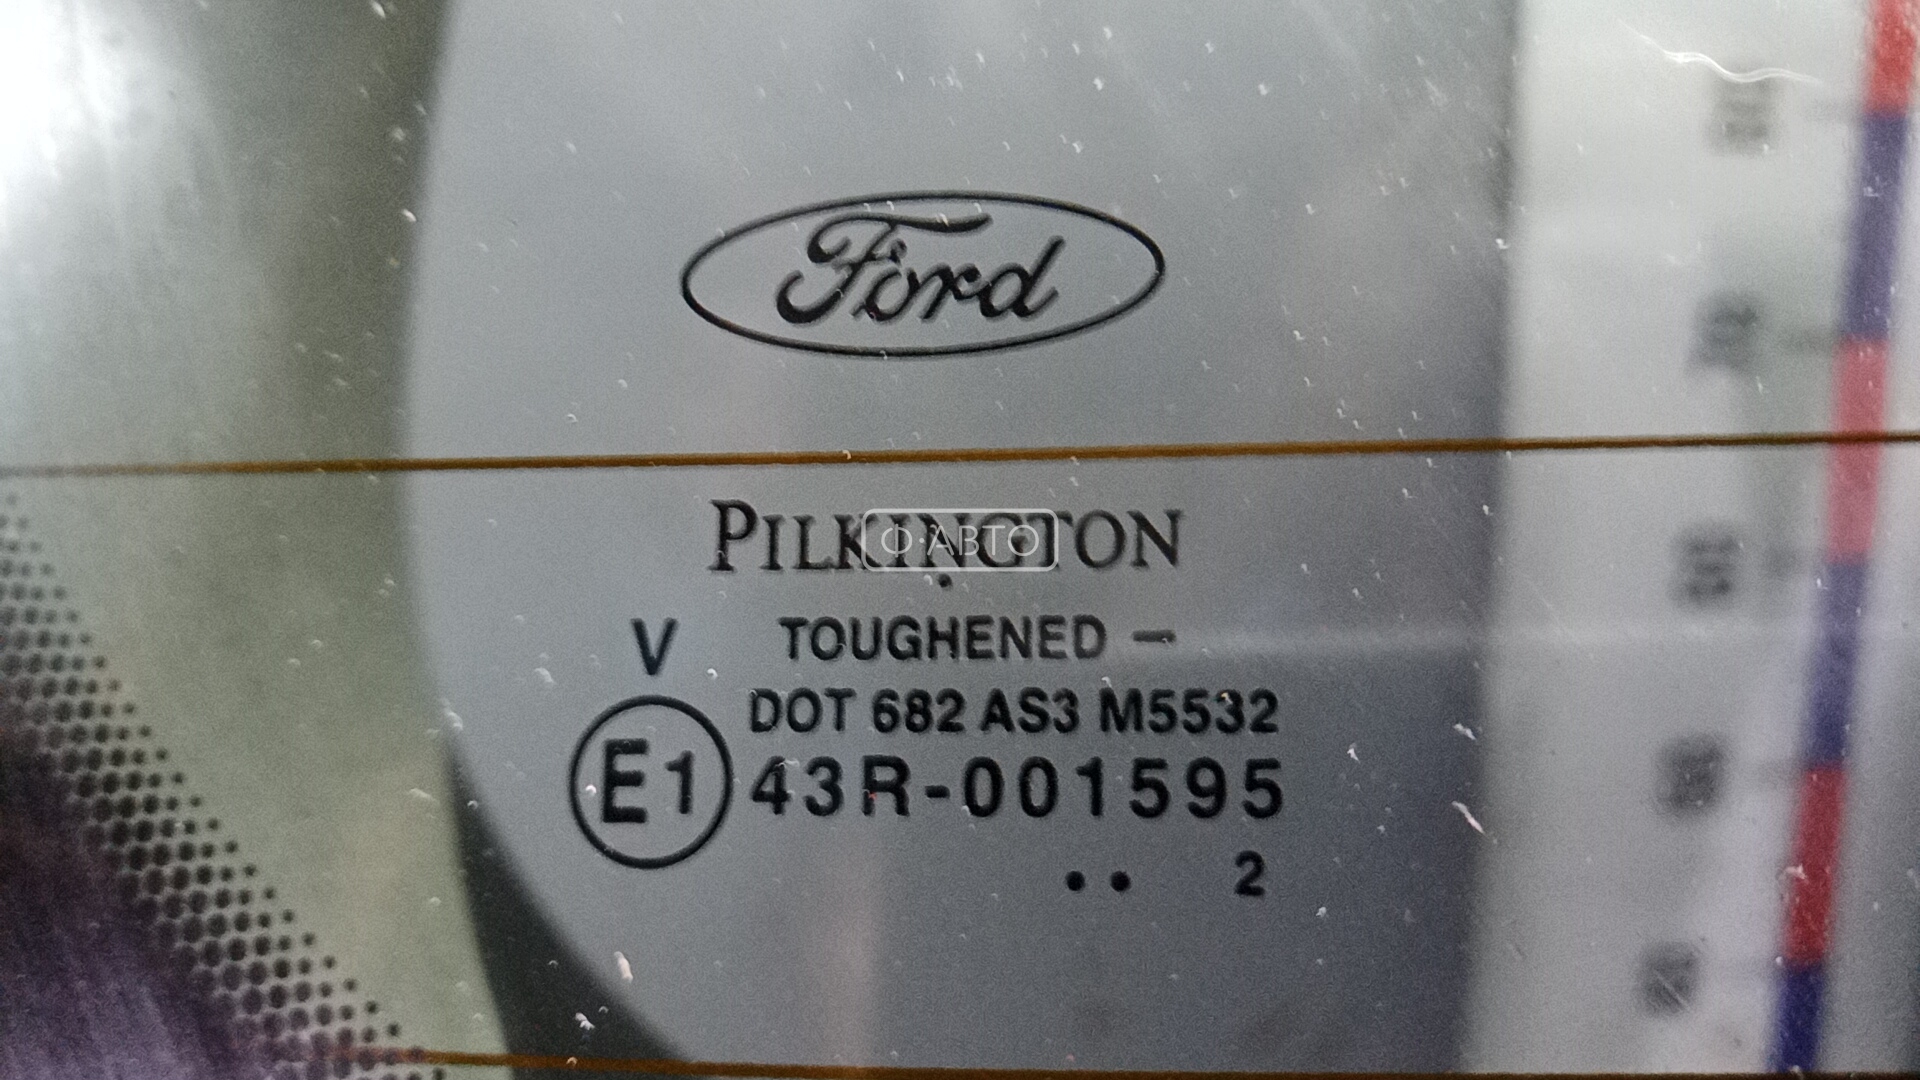 Ford
PILKINGTON
Ф·АВТО
V TOUGHENED —
DOT 682 AS3 M5532
E1 43R-001595
•• 2